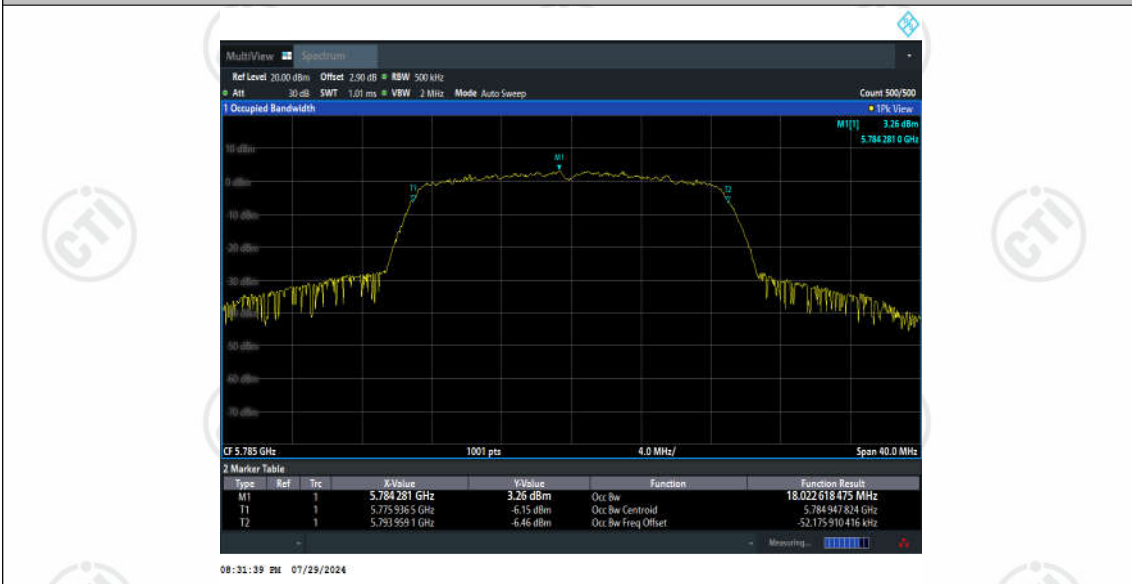 MultiView Spectrum
Ref Level 20.00 dBm Offset 2.90 dB RBW 500 kHz
Att 30 dB SWT 1.01 ms VBW 2 MHz Mode Auto Sweep Count 500/500
1 Occupied Bandwidth 1Pk View
M1[1] 3.26 dBm
5.784 281 0 GHz
10 dBm
M1
0 dBm
T1 T2
-10 dBm
-20 dBm
-30 dBm
-40 dBm
-50 dBm
-60 dBm
-70 dBm
CF 5.785 GHz 1001 pts 4.0 MHz/ Span 40.0 MHz
2 Marker Table
Type Ref Trc X-Value Y-Value Function Function Result
M1 1 5.784 281 GHz 3.26 dBm Occ Bw 18.022 618 475 MHz
T1 1 5.775 936 5 GHz -6.15 dBm Occ Bw Centroid 5.784 947 824 GHz
T2 1 5.793 959 1 GHz -6.46 dBm Occ Bw Freq Offset -52.175 910 416 kHz
Measuring...
08:31:39 PM 07/29/2024
CTI
CTI